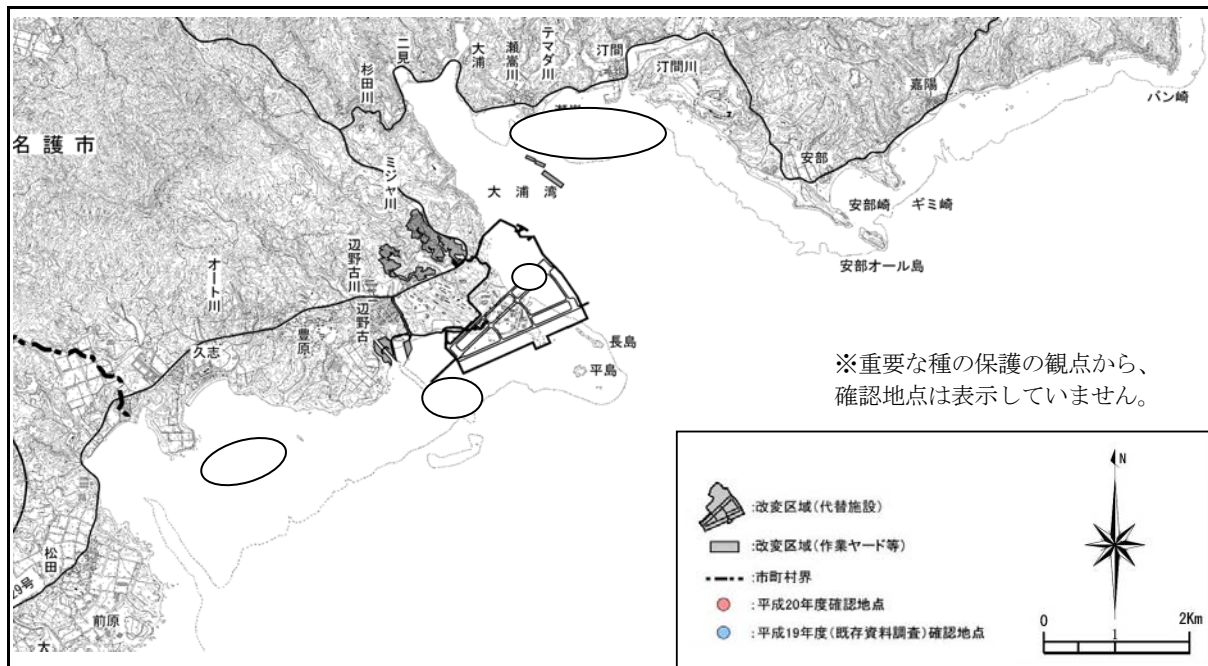 二見
杉田川
大浦
瀬嵩川
テマダ川
汀間
汀間川
嘉陽
バン崎
名護市
ミジャ川
大浦湾
安部
安部崎
ギミ崎
安部オール島
辺野古川
辺野古
オート川
豊原
久志
長島
平島
※重要な種の保護の観点から、
確認地点は表示していません。
:改変区域(代替施設)
:改変区域(作業ヤード等)
:市町村界
:平成20年度確認地点
:平成19年度(既存資料調査)確認地点
N
0 1 2Km
松田
29号
前原
大